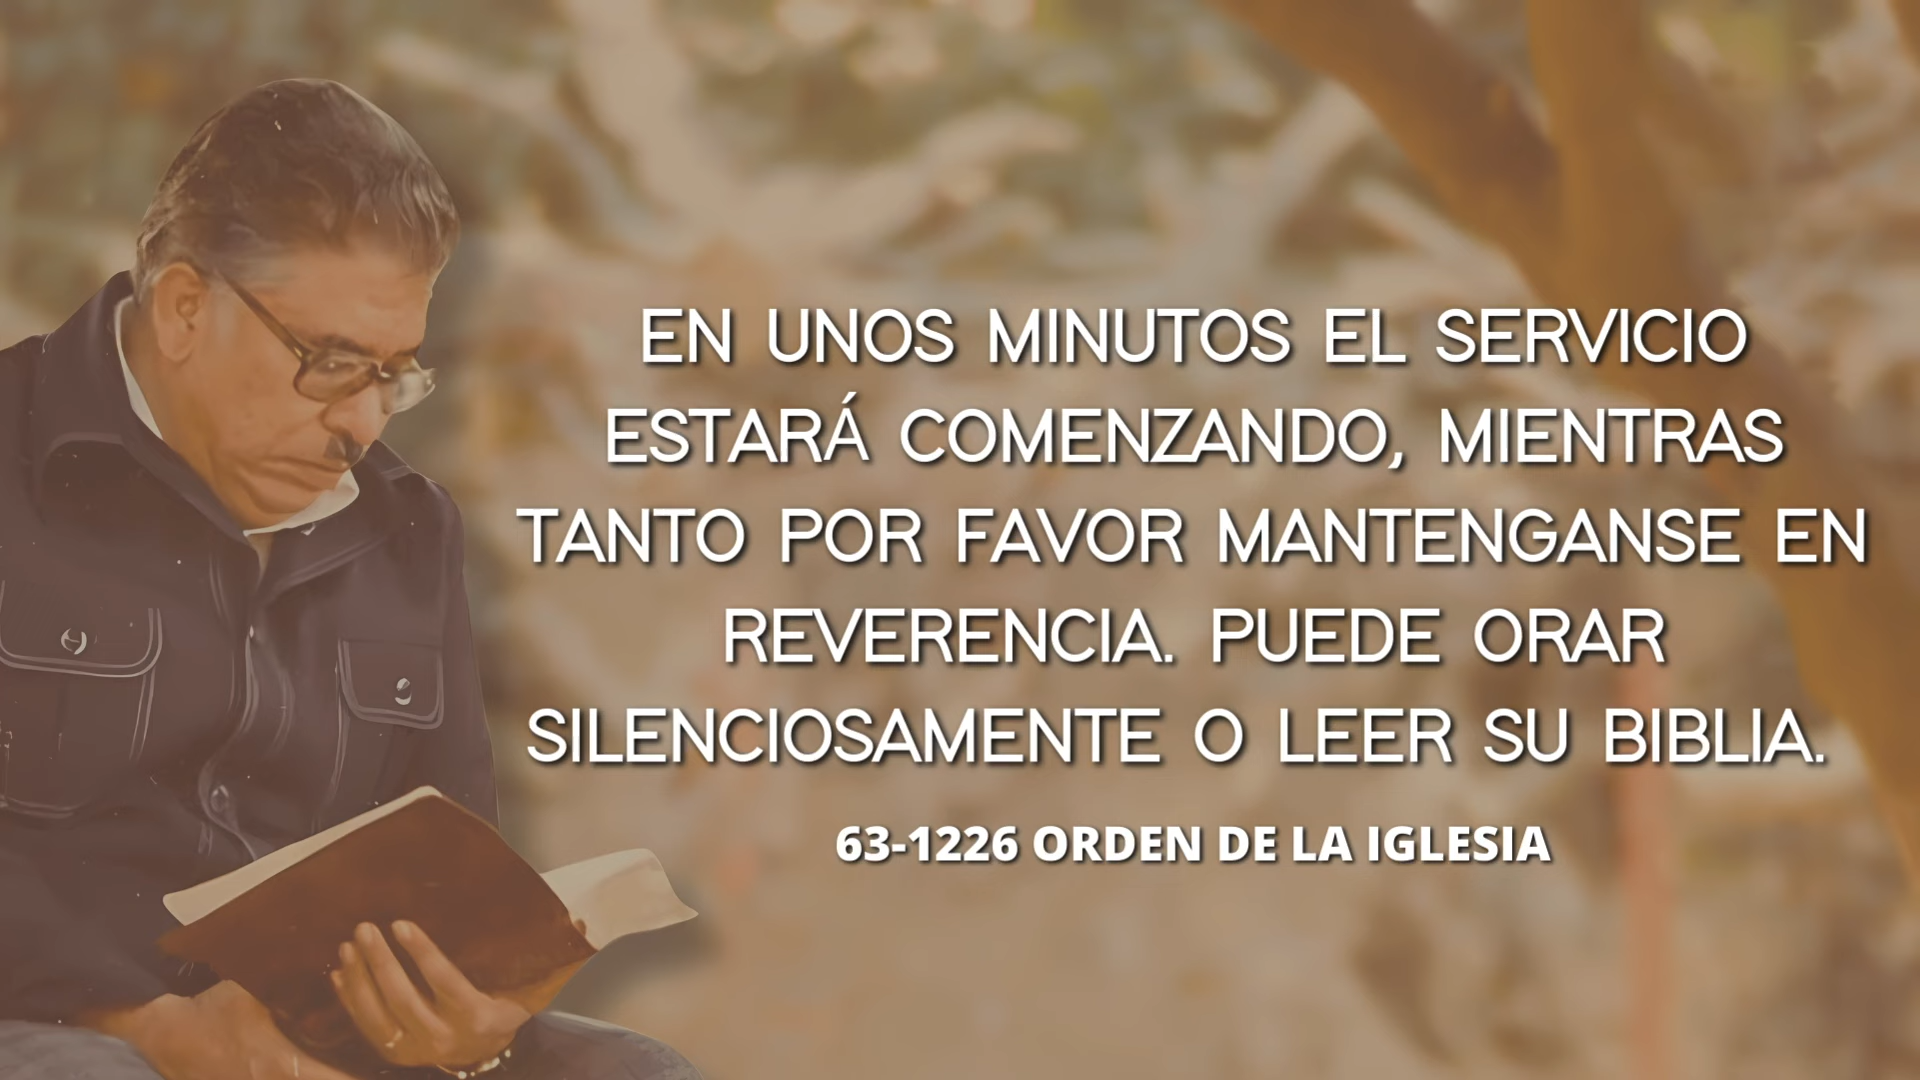 EN UNOS MINUTOS EL SERVICIO
ESTARÁ COMENZANDO, MIENTRAS
TANTO POR FAVOR MANTENGANSE EN
REVERENCIA. PUEDE ORAR
SILENCIOSAMENTE O LEER SU BIBLIA.
63-1226 ORDEN DE LA IGLESIA